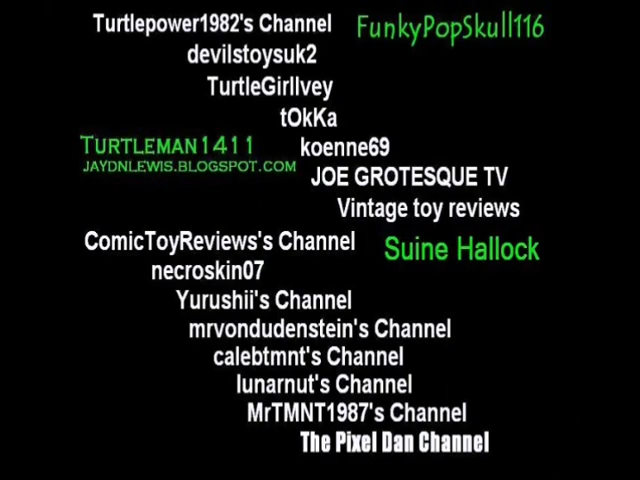 Turtlepower1982's Channel
FunkyPopSkull116
devilstoysuk2
TurtleGirlIvey
tOkKa
Turtleman1411
koenne69
jaydnlewis.blogspot.com
JOE GROTESQUE TV
Vintage toy reviews
ComicToyReviews's Channel
Suine Hallock
necroskin07
Yurushii's Channel
mrvondudenstein's Channel
calebtmnt's Channel
lunarnut's Channel
MrTMNT1987's Channel
The Pixel Dan Channel